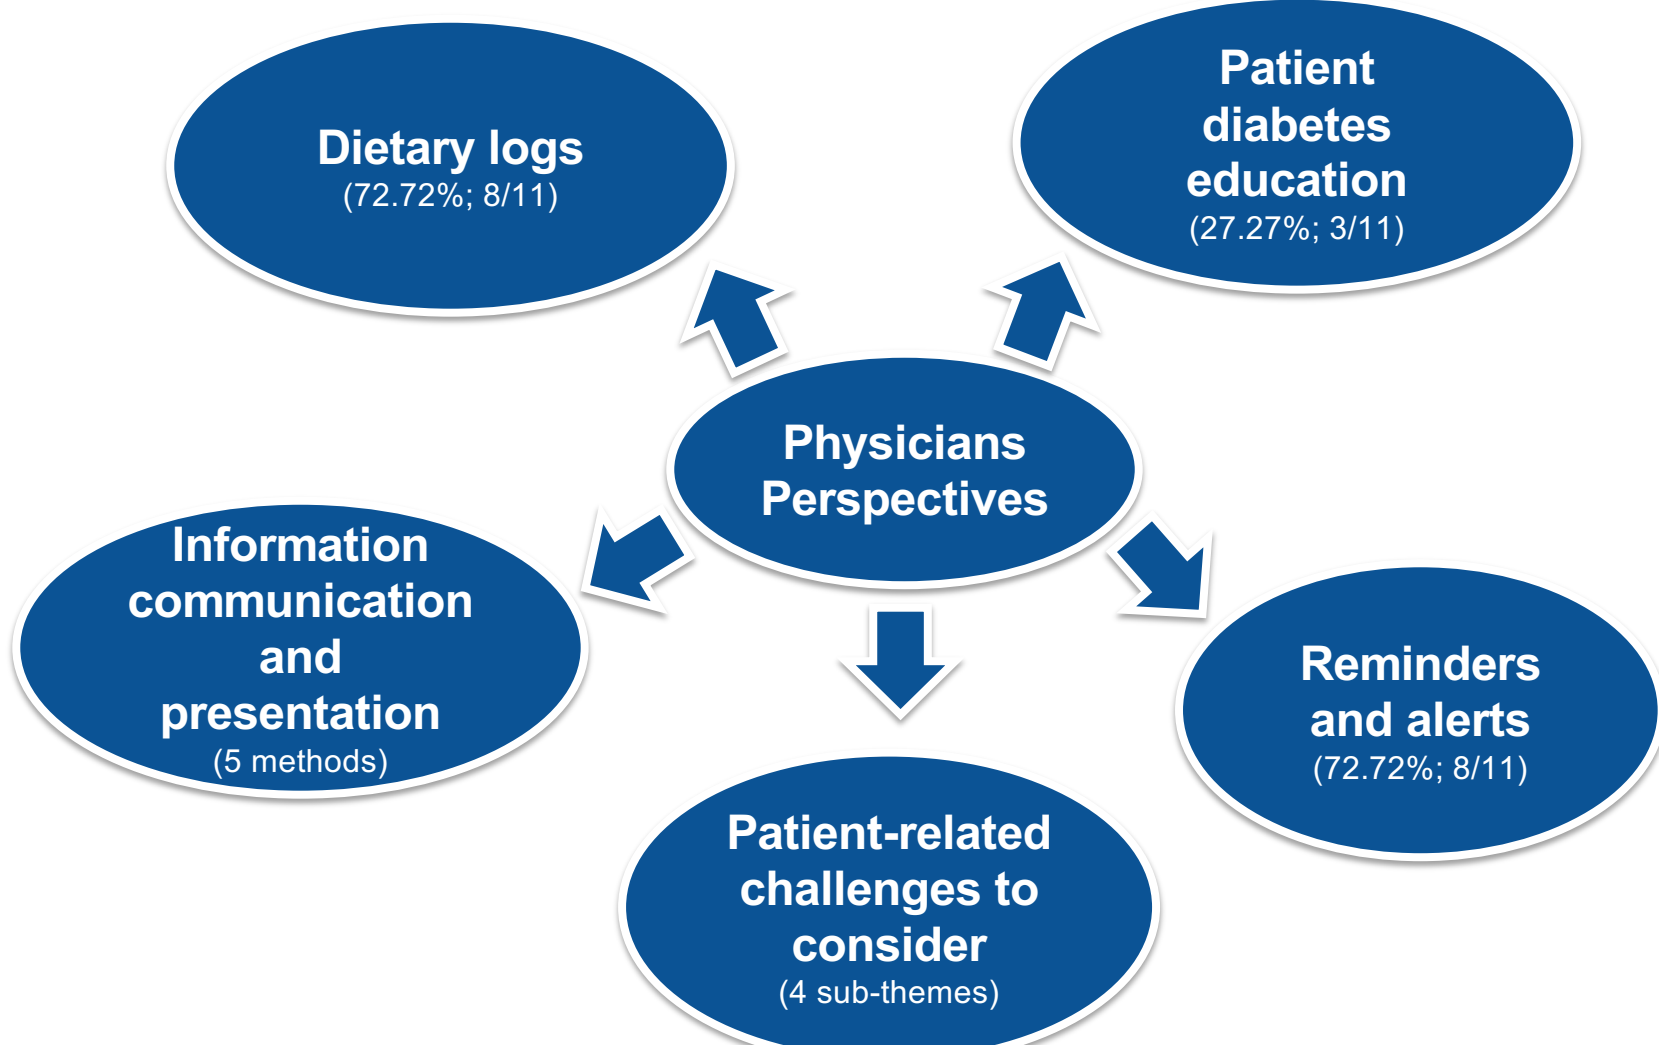 Dietary logs
(72.72%; 8/11)
Patient
diabetes
education
(27.27%; 3/11)
Physicians
Perspectives
Information
communication
and
presentation
(5 methods)
Reminders
and alerts
(72.72%; 8/11)
Patient-related
challenges to
consider
(4 sub-themes)